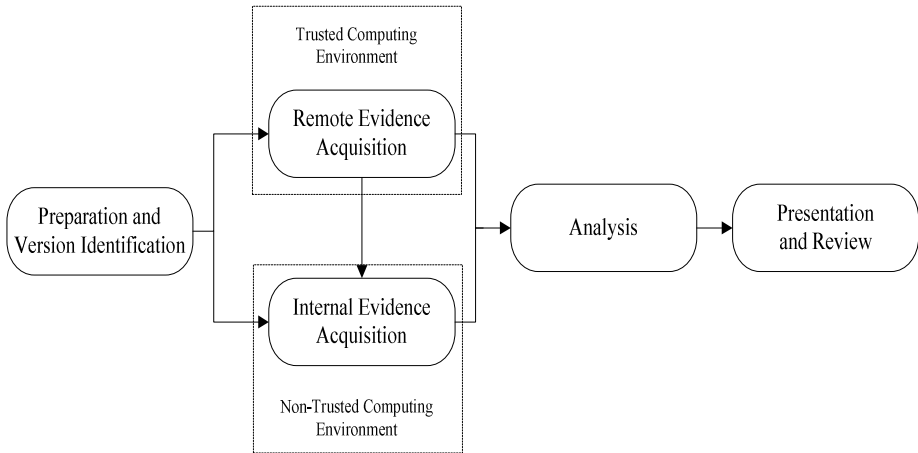 Trusted Computing
Environment
Remote Evidence
Acquisition
Preparation and
Version Identification
Analysis
Presentation
and Review
Internal Evidence
Acquisition
Non-Trusted Computing
Environment